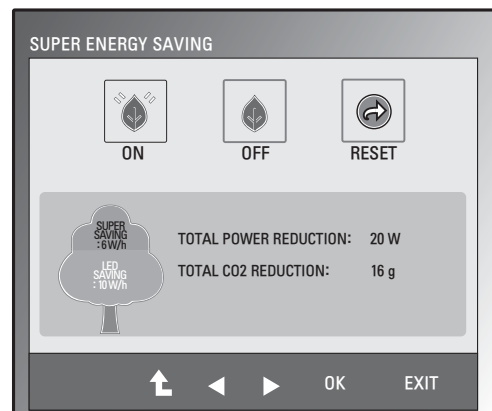 SUPER ENERGY SAVING
ON OFF RESET
SUPER
SAVING
:6W/h
LED
SAVING
:10W/h
TOTAL POWER REDUCTION: 20 W
TOTAL CO2 REDUCTION: 16 g
OK EXIT